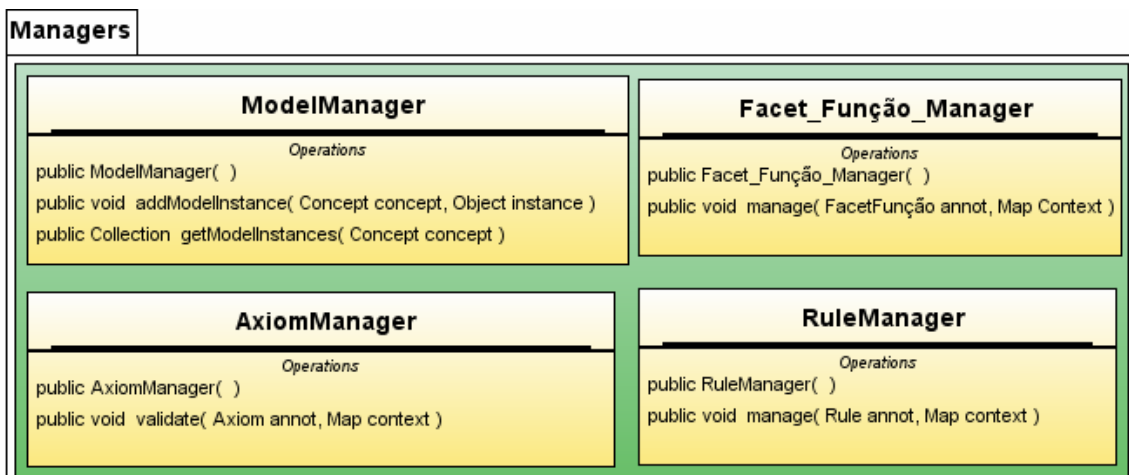 Managers
ModelManager
Operations
public ModelManager( )
public void addModelInstance( Concept concept, Object instance )
public Collection getModelInstances( Concept concept )
Facet_Função_Manager
Operations
public Facet_Função_Manager( )
public void manage( FacetFunção annot, Map Context )
AxiomManager
Operations
public AxiomManager( )
public void validate( Axiom annot, Map context )
RuleManager
Operations
public RuleManager( )
public void manage( Rule annot, Map context )